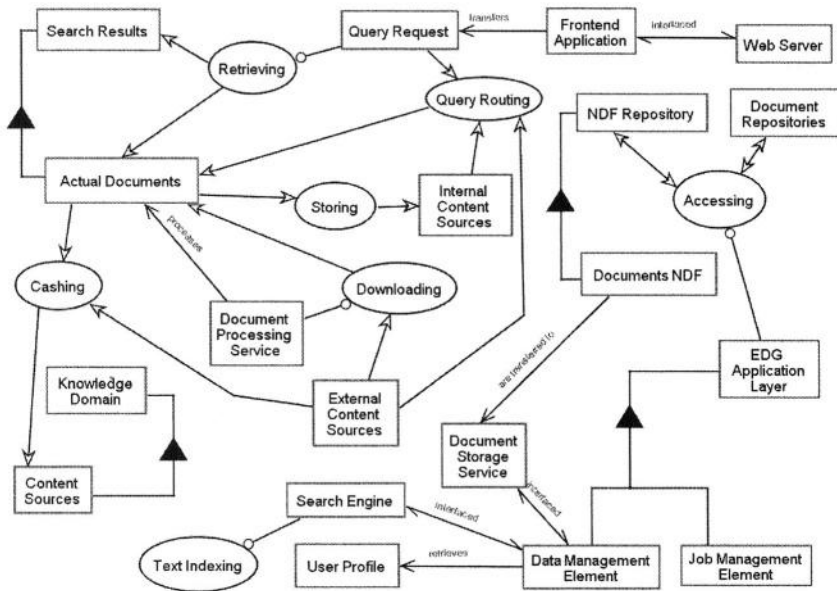 Search Results
Query Request
transfers
Frontend
Application
interfaced
Web Server
Retrieving
Query Routing
NDF Repository
Document
Repositories
Actual Documents
Storing
Internal
Content
Sources
Accessing
processes
Cashing
Downloading
Documents NDF
Document
Processing
Service
are transferred to
EDG
Application
Layer
Knowledge
Domain
External
Content
Sources
Document
Storage
Service
Content
Sources
Search Engine
interfaced
interfaced
Text Indexing
User Profile
retrieves
Data Management
Element
Job Management
Element